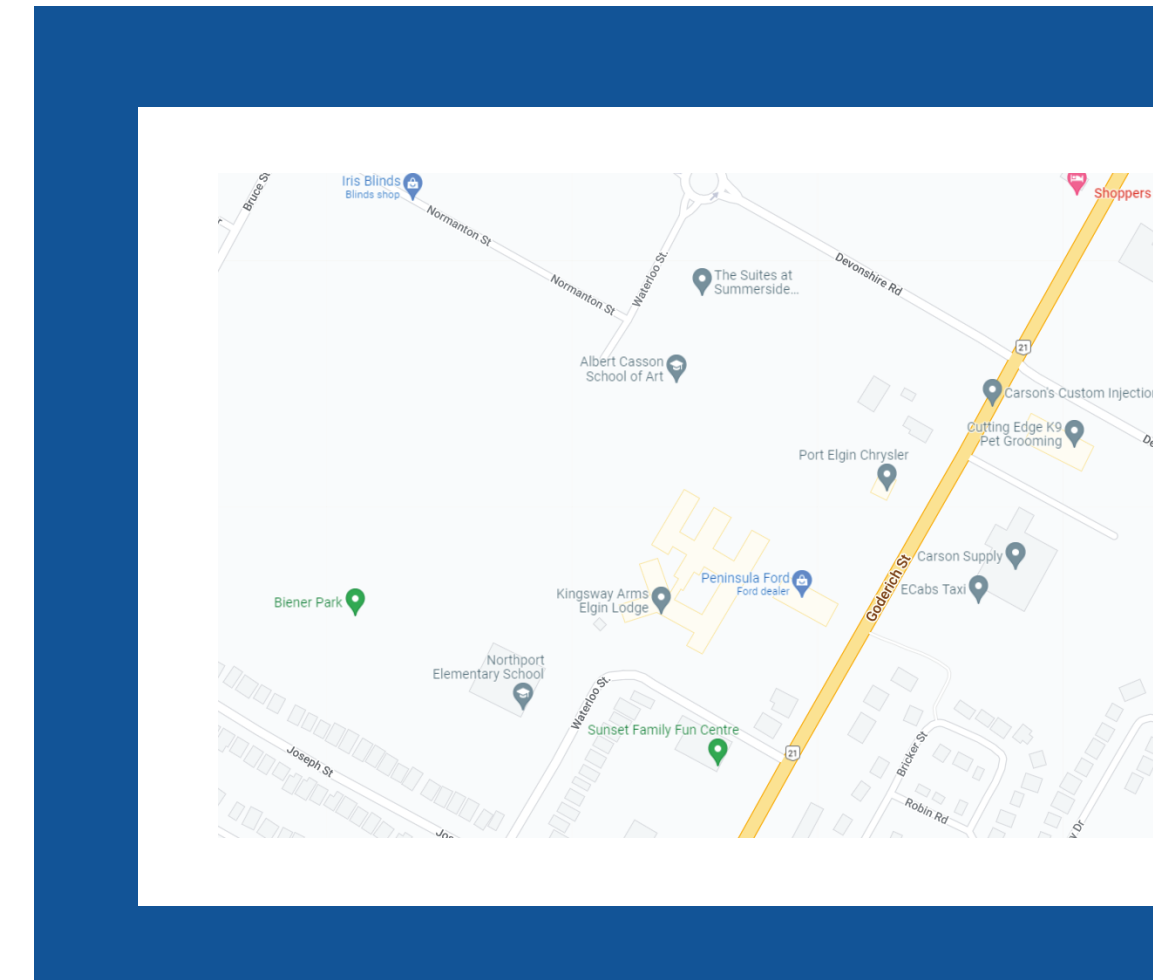 Bruce St
Iris Blinds
Blinds shop
Normanton St
Normanton St
Waterloo St.
Devonshire Rd
Shoppers
The Suites at
Summerside...
Albert Casson
School of Art
21
Carson's Custom Injection
Cutting Edge K9
Pet Grooming
De
Port Elgin Chrysler
Goderich St
Carson Supply
ECabs Taxi
Peninsula Ford
Ford dealer
Kingsway Arms
Elgin Lodge
Biener Park
Northport
Elementary School
Waterloo St.
Sunset Family Fun Centre
21
Joseph St
Jos
Bricker St
Robin Rd
y Dr